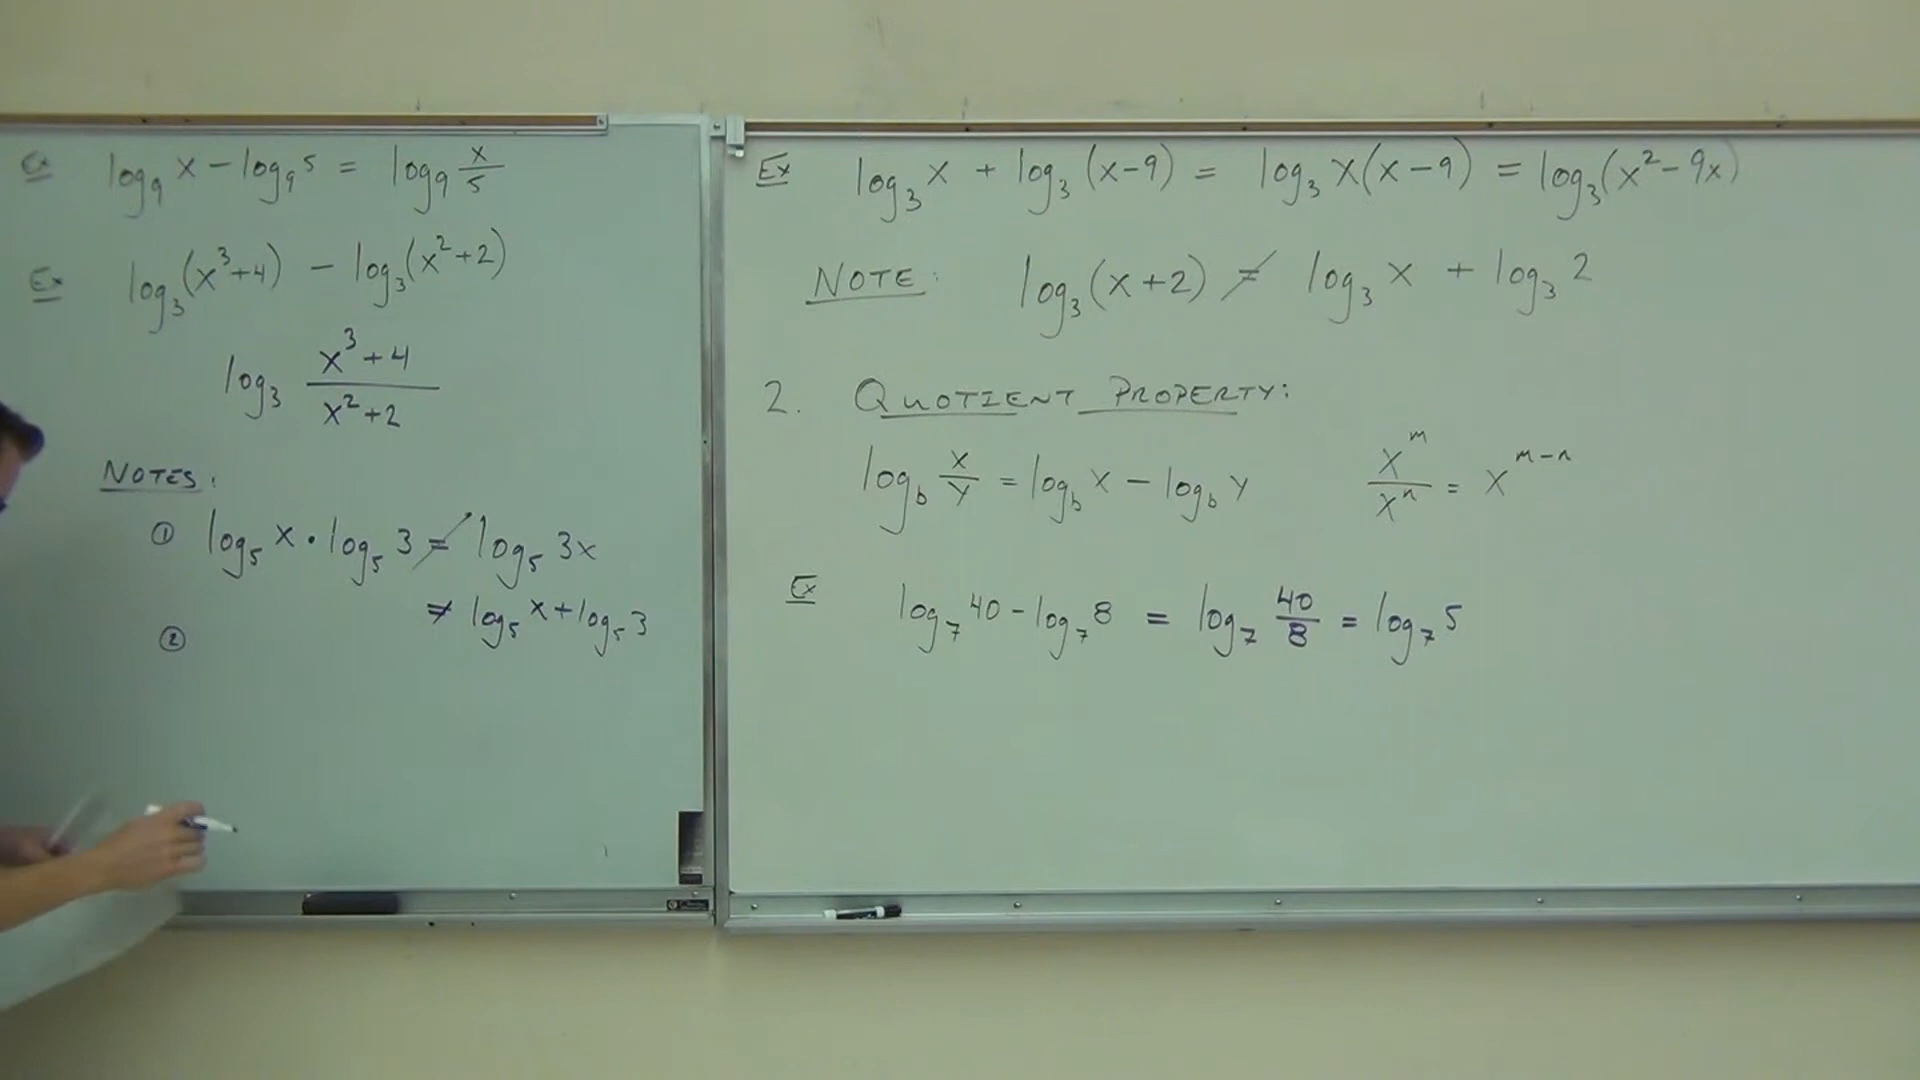 Ex log₉ x - log₉ 5 = log₉ x/5
Ex log₃(x³+4) - log₃(x²+2)
log₃ (x³+4)/(x²+2)
NOTES:
① log₅ x • log₅ 3 ≠ log₅ 3x
≠ log₅ x + log₅ 3
②
Ex log₃ x + log₃ (x-9) = log₃ x(x-9) = log₃(x²-9x)
NOTE: log₃(x+2) ≠ log₃ x + log₃ 2
2. QUOTIENT PROPERTY:
log_b x/y = log_b x - log_b y x^m/x^n = x^(m-n)
Ex log₇ 40 - log₇ 8 = log₇ 40/8 = log₇ 5